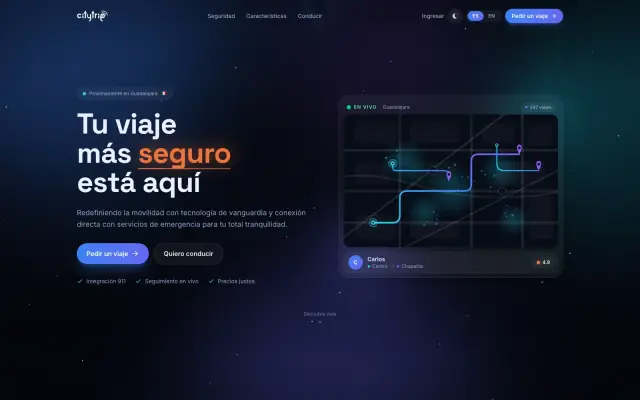 citytrip
Seguridad Características Conducir
Ingresar ES EN Pedir un viaje →
Próximamente en Guadalajara
Tu viaje
más seguro
está aquí
Redefiniendo la movilidad con tecnología de vanguardia y conexión
directa con servicios de emergencia para tu total tranquilidad.
Pedir un viaje → Quiero conducir
✓ Integración 911 ✓ Seguimiento en vivo ✓ Precios justos
EN VIVO Guadalajara 247 viajes
C Carlos
Centro → Chapalita
★ 4.9
Descubre más